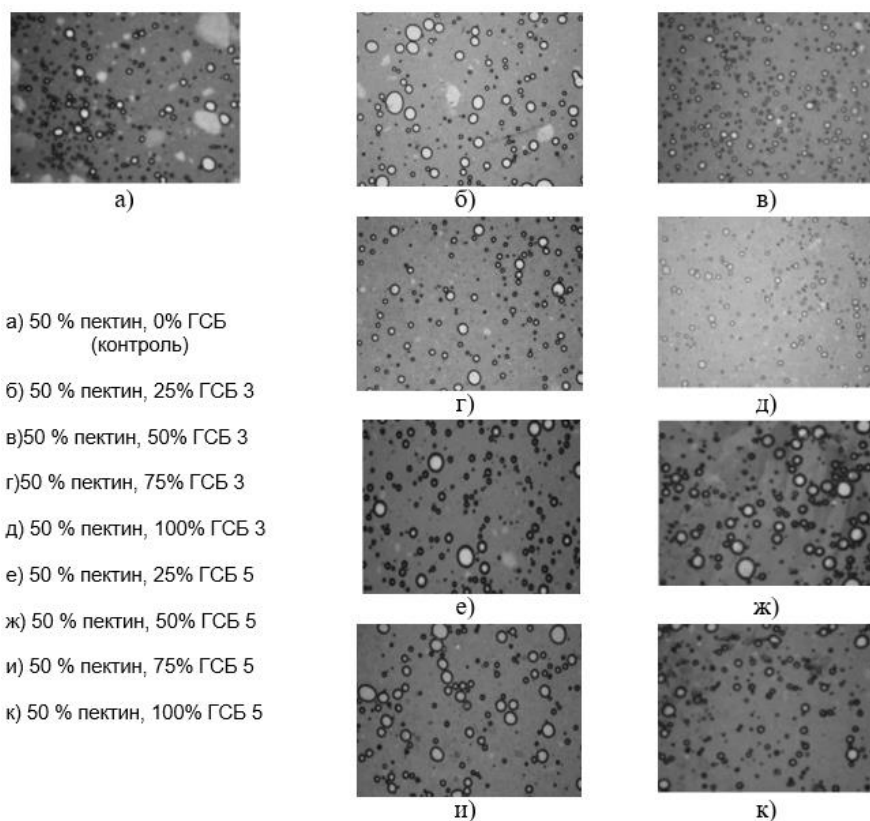 а)
б)
в)
г)
д)
е)
ж)
и)
к)
а) 50 % пектин, 0% ГСБ
(контроль)
б) 50 % пектин, 25% ГСБ 3
в)50 % пектин, 50% ГСБ 3
г)50 % пектин, 75% ГСБ 3
д) 50 % пектин, 100% ГСБ 3
е) 50 % пектин, 25% ГСБ 5
ж) 50 % пектин, 50% ГСБ 5
и) 50 % пектин, 75% ГСБ 5
к) 50 % пектин, 100% ГСБ 5